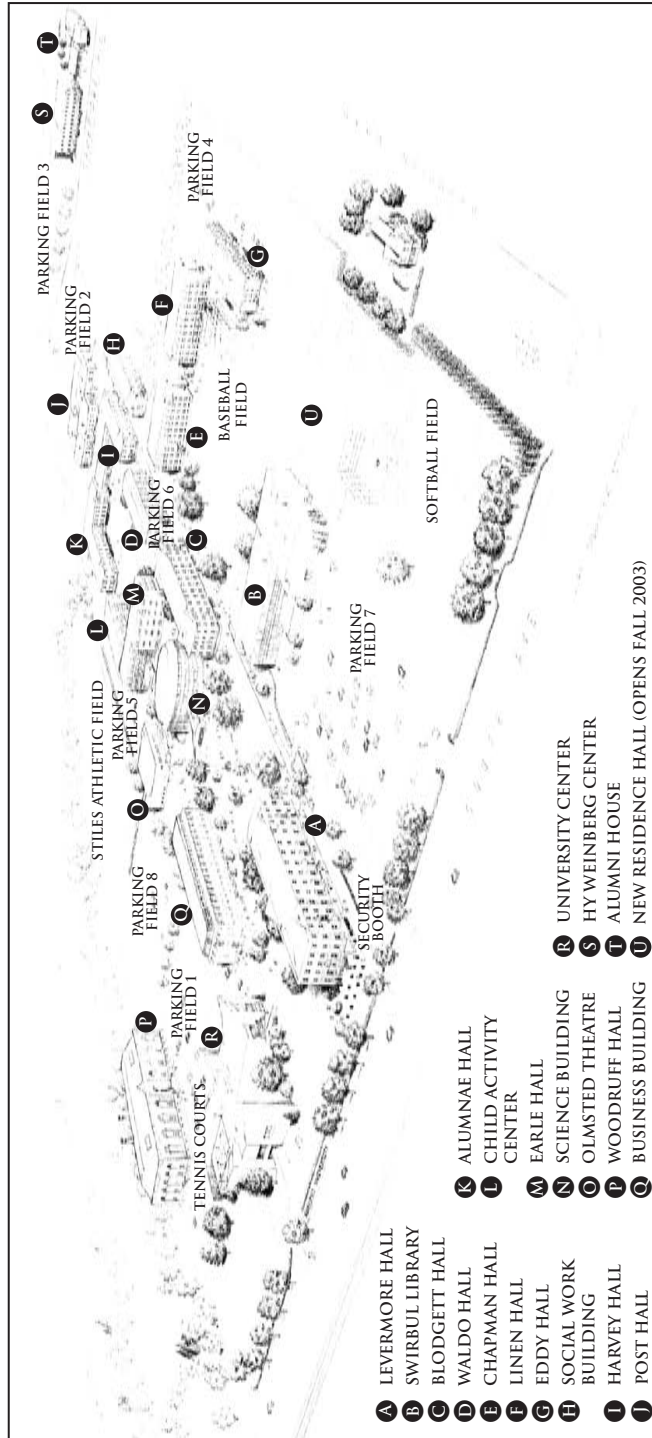 T
S
PARKING FIELD 3
PARKING
FIELD 4
PARKING
FIELD 2
G
H
F
J
BASEBALL
FIELD
U
I
E
SOFTBALL FIELD
PARKING
FIELD 6
K
D
C
M
B
L
PARKING
FIELD 7
STILES ATHLETIC FIELD
PARKING
FIELD 5
N
O
A
PARKING
FIELD 8
Q
SECURITY
BOOTH
P
PARKING
FIELD 1
R
TENNIS COURTS
A LEVERMORE HALL
B SWIRBUL LIBRARY
C BLODGETT HALL
D WALDO HALL
E CHAPMAN HALL
F LINEN HALL
G EDDY HALL
H SOCIAL WORK
BUILDING
I HARVEY HALL
J POST HALL
K ALUMNAE HALL
L CHILD ACTIVITY
CENTER
M EARLE HALL
N SCIENCE BUILDING
O OLMSTED THEATRE
P WOODRUFF HALL
Q BUSINESS BUILDING
R UNIVERSITY CENTER
S HY WEINBERG CENTER
T ALUMNI HOUSE
U NEW RESIDENCE HALL (OPENS FALL 2003)